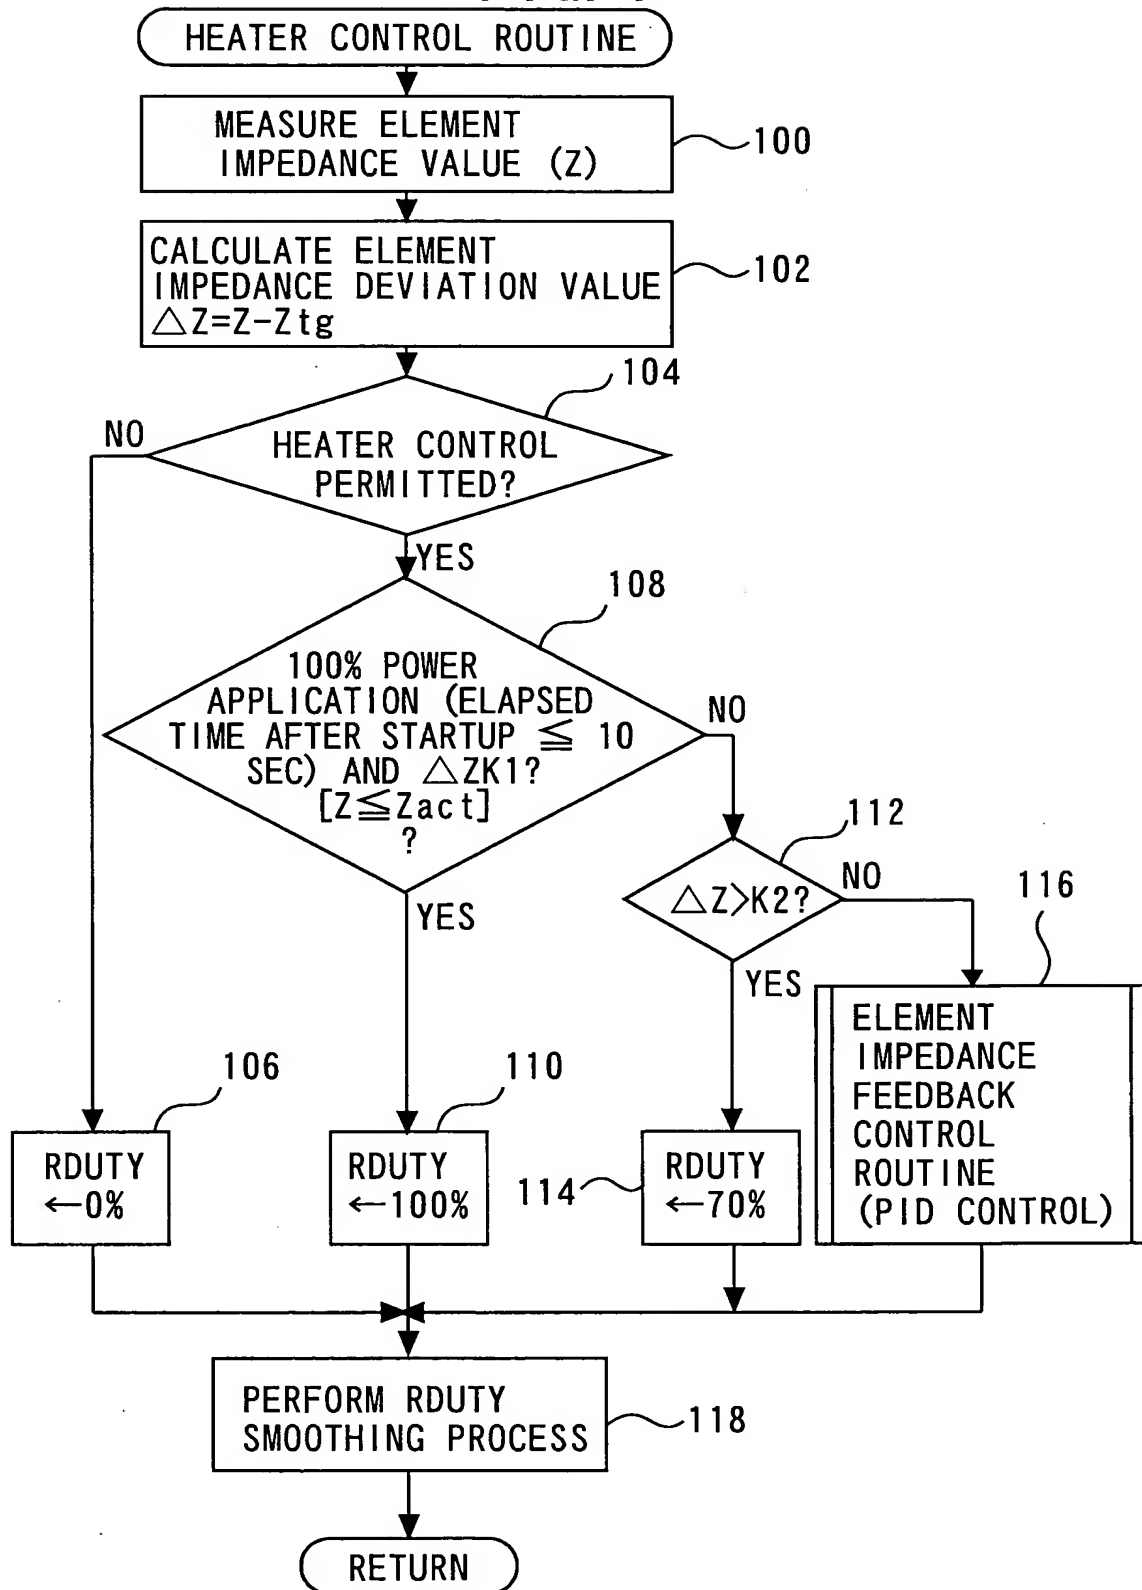 HEATER CONTROL ROUTINE
MEASURE ELEMENT
IMPEDANCE VALUE (Z)
100
CALCULATE ELEMENT
IMPEDANCE DEVIATION VALUE
△Z=Z-Ztg
102
104
NO
HEATER CONTROL
PERMITTED?
YES
108
100% POWER
APPLICATION (ELAPSED
TIME AFTER STARTUP ≦ 10
SEC) AND △ZK1?
[Z≦Zact]
?
NO
YES
112
△Z>K2?
NO
YES
116
ELEMENT
IMPEDANCE
FEEDBACK
CONTROL
ROUTINE
(PID CONTROL)
106
RDUTY
←0%
110
RDUTY
←100%
114
RDUTY
←70%
PERFORM RDUTY
SMOOTHING PROCESS
118
RETURN